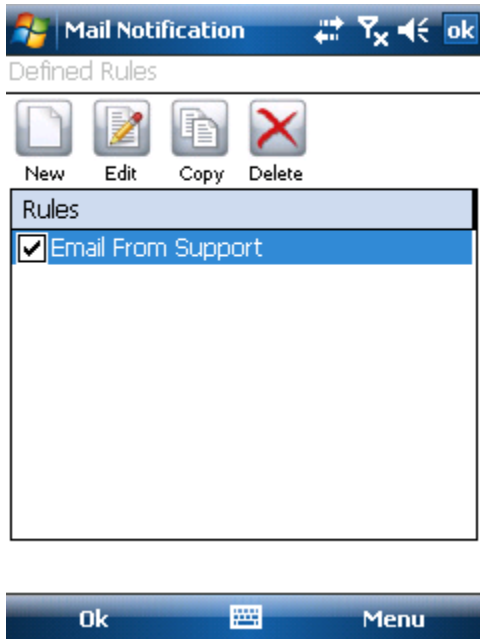 Mail Notification ok
Defined Rules
New Edit Copy Delete
Rules
Email From Support
Ok Menu